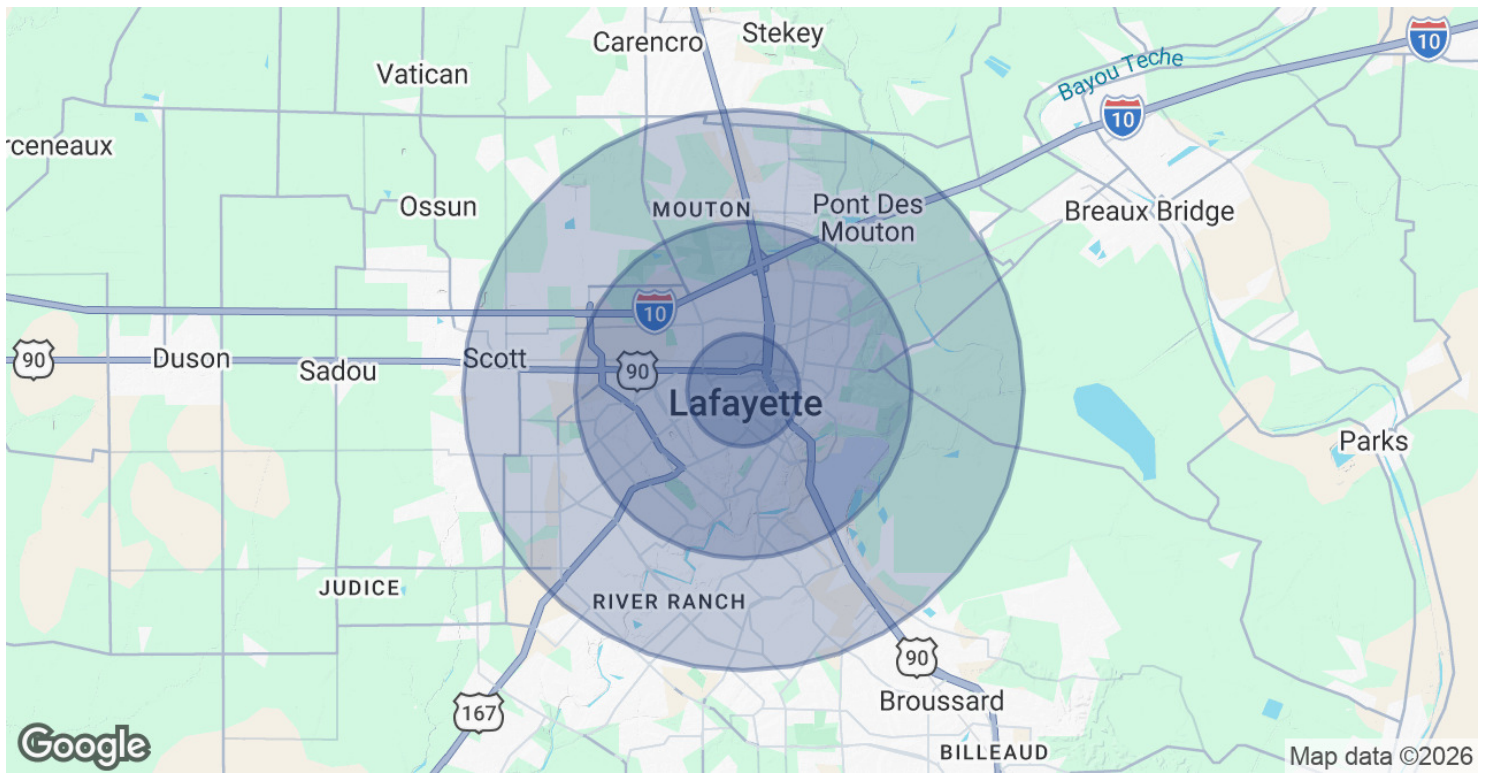 Stekey
Carencro
10
Bayou Teche
Vatican
10
rceneaux
Pont Des
Mouton
Ossun
MOUTON
Breaux Bridge
10
90
Duson
Scott
Sadou
90
Lafayette
Parks
JUDICE
RIVER RANCH
90
Broussard
167
Google
BILLEAUD
Map data ©2026